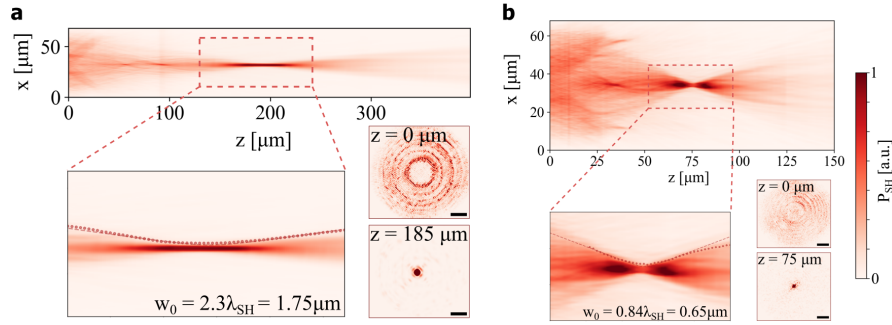 a
x [μm]
50
0
0
100
200
300
z [μm]
z = 0 μm
z = 185 μm
w₀ = 2.3λ_SH = 1.75μm
b
x [μm]
60
40
20
0
0
25
50
75
100
125
150
z [μm]
z = 0 μm
z = 75 μm
w₀ = 0.84λ_SH = 0.65μm
1
P_SH [a.u.]
0